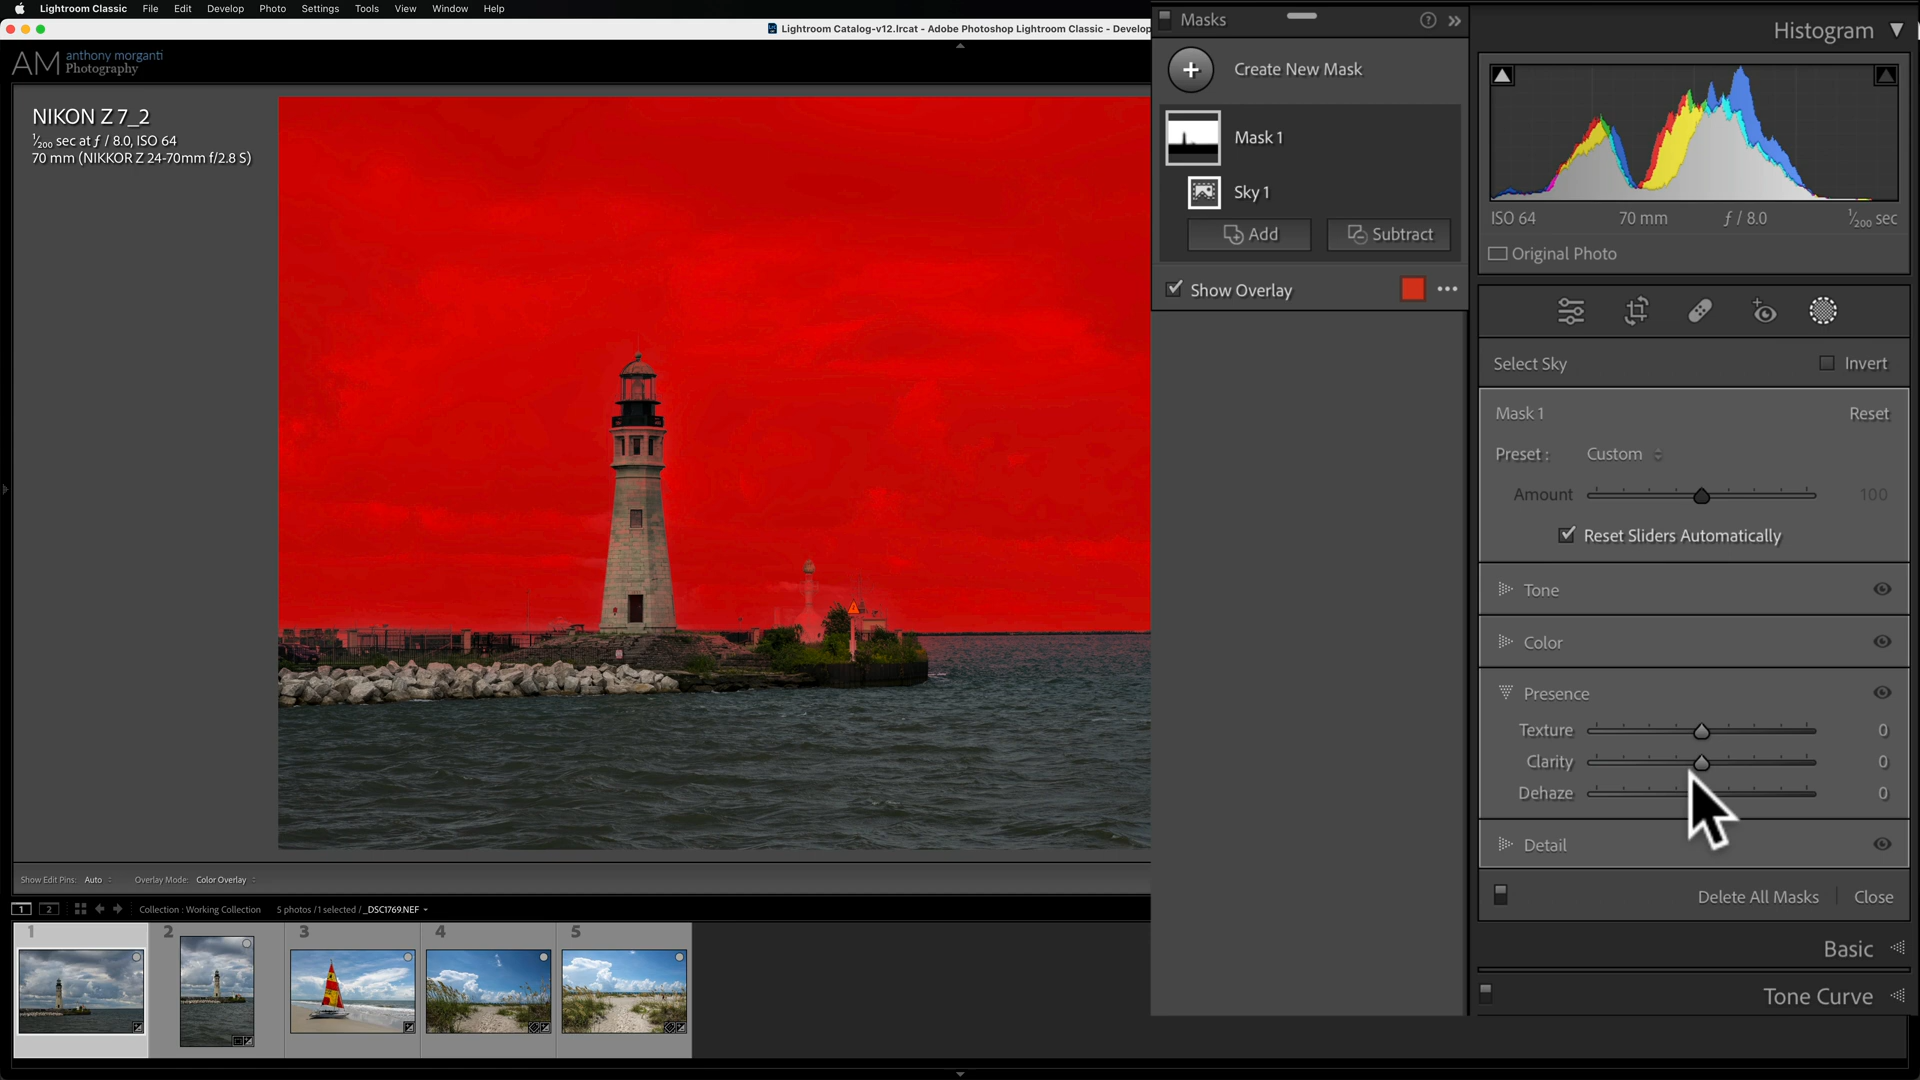 Lightroom Classic File Edit Develop Photo Settings Tools View Window Help
Lightroom Catalog-v12.lrcat - Adobe Photoshop Lightroom Classic - Develop
AM anthony morganti
Photography
NIKON Z 7_2
1/200 sec at ƒ / 8.0, ISO 64
70 mm (NIKKOR Z 24-70mm f/2.8 S)
Masks
Create New Mask
Mask 1
Sky 1
Add Subtract
Show Overlay
Histogram
ISO 64 70 mm ƒ / 8.0 1/200 sec
Original Photo
Select Sky Invert
Mask 1 Reset
Preset : Custom
Amount 100
Reset Sliders Automatically
Tone
Color
Presence
Texture 0
Clarity 0
Dehaze 0
Detail
Delete All Masks Close
Basic
Tone Curve
Show Edit Pins: Auto Overlay Mode: Color Overlay
1 2 Collection : Working Collection 5 photos / 1 selected / _DSC1769.NEF
1 2 3 4 5